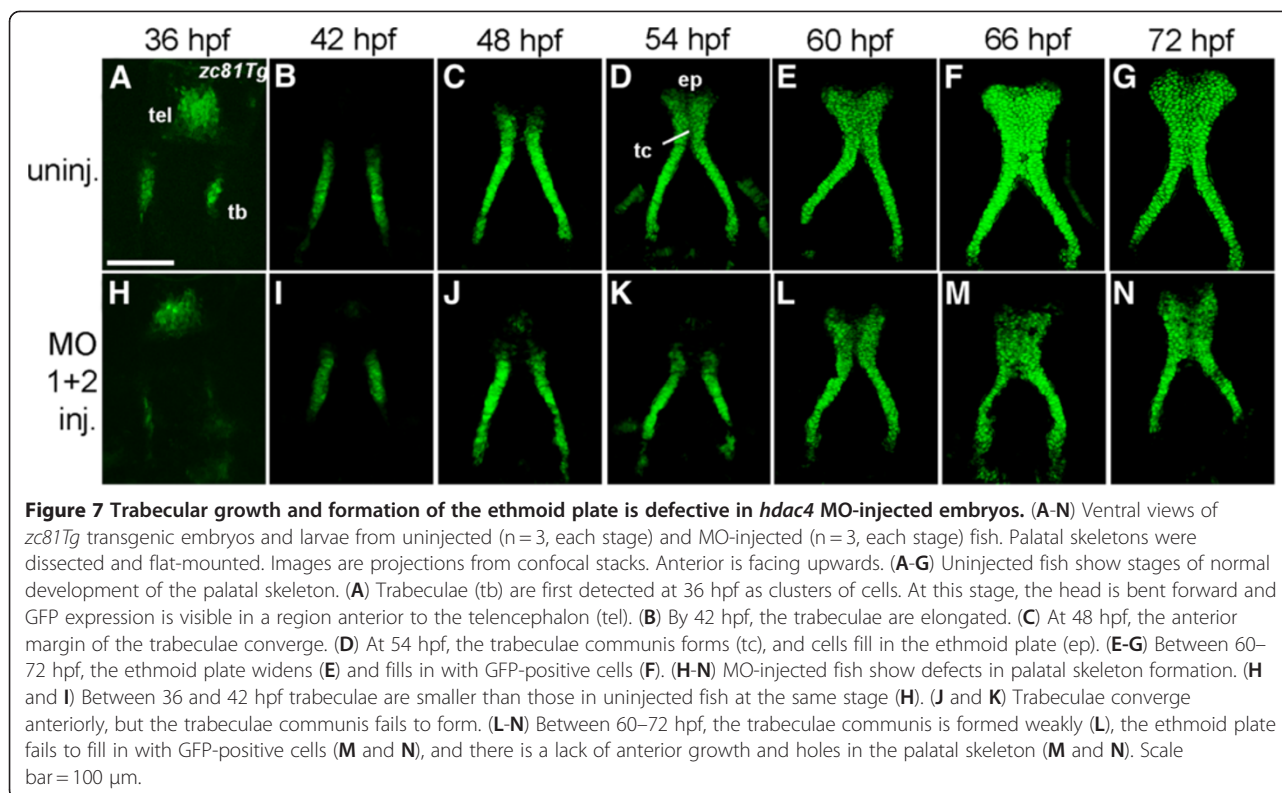 36 hpf 42 hpf 48 hpf 54 hpf 60 hpf 66 hpf 72 hpf
A zc81Tg B C D ep E F G
tel
tc
uninj.
tb
H I J K L M N
MO
1+2
inj.
Figure 7 Trabecular growth and formation of the ethmoid plate is defective in hdac4 MO-injected embryos. (A-N) Ventral views of
zc81Tg transgenic embryos and larvae from uninjected (n = 3, each stage) and MO-injected (n = 3, each stage) fish. Palatal skeletons were
dissected and flat-mounted. Images are projections from confocal stacks. Anterior is facing upwards. (A-G) Uninjected fish show stages of normal
development of the palatal skeleton. (A) Trabeculae (tb) are first detected at 36 hpf as clusters of cells. At this stage, the head is bent forward and
GFP expression is visible in a region anterior to the telencephalon (tel). (B) By 42 hpf, the trabeculae are elongated. (C) At 48 hpf, the anterior
margin of the trabeculae converge. (D) At 54 hpf, the trabeculae communis forms (tc), and cells fill in the ethmoid plate (ep). (E-G) Between 60–
72 hpf, the ethmoid plate widens (E) and fills in with GFP-positive cells (F). (H-N) MO-injected fish show defects in palatal skeleton formation. (H
and I) Between 36 and 42 hpf trabeculae are smaller than those in uninjected fish at the same stage (H). (J and K) Trabeculae converge
anteriorly, but the trabeculae communis fails to form. (L-N) Between 60–72 hpf, the trabeculae communis is formed weakly (L), the ethmoid plate
fails to fill in with GFP-positive cells (M and N), and there is a lack of anterior growth and holes in the palatal skeleton (M and N). Scale
bar = 100 μm.